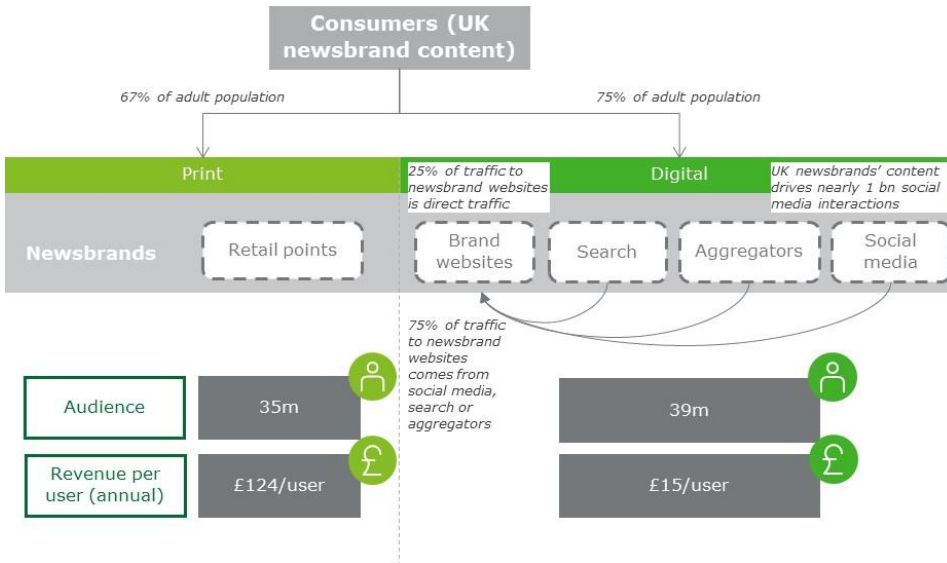 Consumers (UK
newsbrand content)
67% of adult population
75% of adult population
Print
Digital
25% of traffic to
newsbrand websites
is direct traffic
UK newsbrands’ content
drives nearly 1 bn social
media interactions
Newsbrands
Retail points
Brand
websites
Search
Aggregators
Social
media
75% of traffic
to newsbrand
websites
comes from
social media,
search or
aggregators
Audience
35m
39m
Revenue per
user (annual)
£124/user
£15/user
£
£